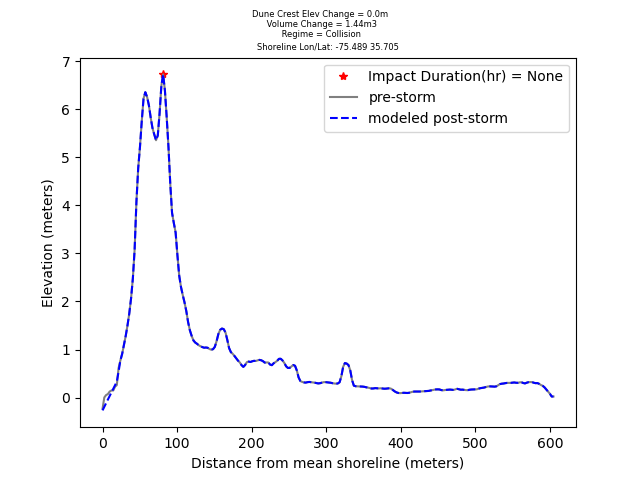 Dune Crest Elev Change = 0.0m
Volume Change = 1.44m3
Regime = Collision
Shoreline Lon/Lat: -75.489 35.705
Impact Duration(hr) = None
pre-storm
modeled post-storm
Elevation (meters)
7
6
5
4
3
2
1
0
0 100 200 300 400 500 600
Distance from mean shoreline (meters)